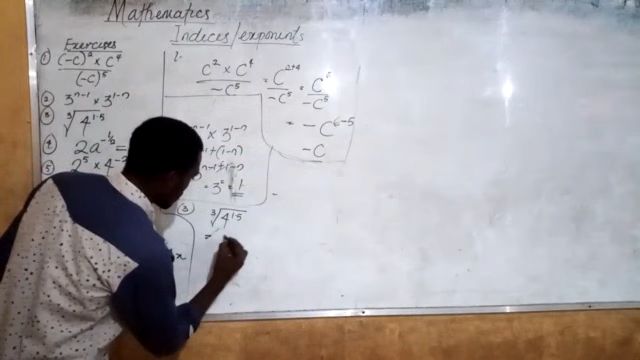 Mathematics
Indices/exponents
Exercises
① (-c)² × c⁴ / (-c)⁵
② 3ⁿ⁻¹ × 3¹⁻ⁿ
③ ∛4¹·⁵
④ 2a^-½ =
⑤ 2⁵ × 4⁻²
1.
c² × c⁴ / -c⁵ = c²⁺⁴ / -c⁵ = c⁶ / -c⁵
= -c⁶⁻⁵
-c
× 3¹⁻ⁿ
= 3⁰ = 1
③ ∛4¹·⁵
=
x